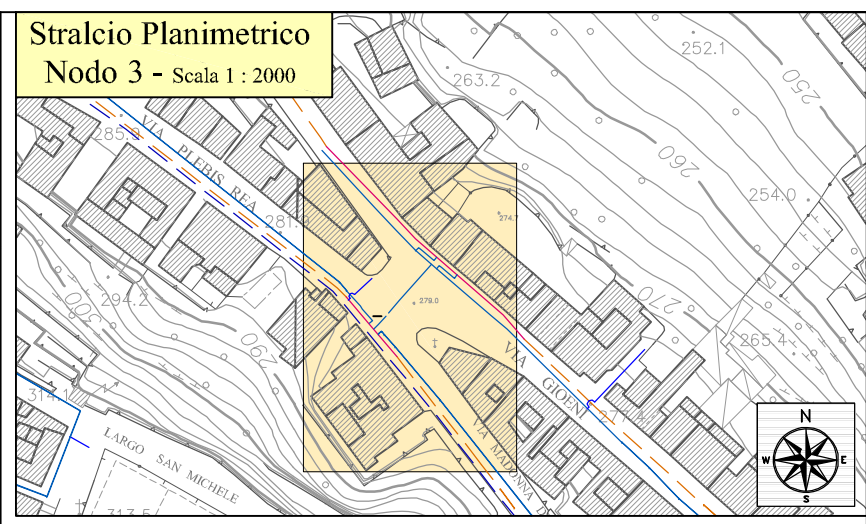 Stralcio Planimetrico
Nodo 3 - Scala 1 : 2000
252.1
263.2
250
285.
VIA PLEBIS REA
260
254.0
281.
274.7
294.2
300
290
279.0
270
265.4
VIA GIOENI
277.4
314.1
LARGO SAN MICHELE
VIA MADONNA D
313.5
N
W
E
S